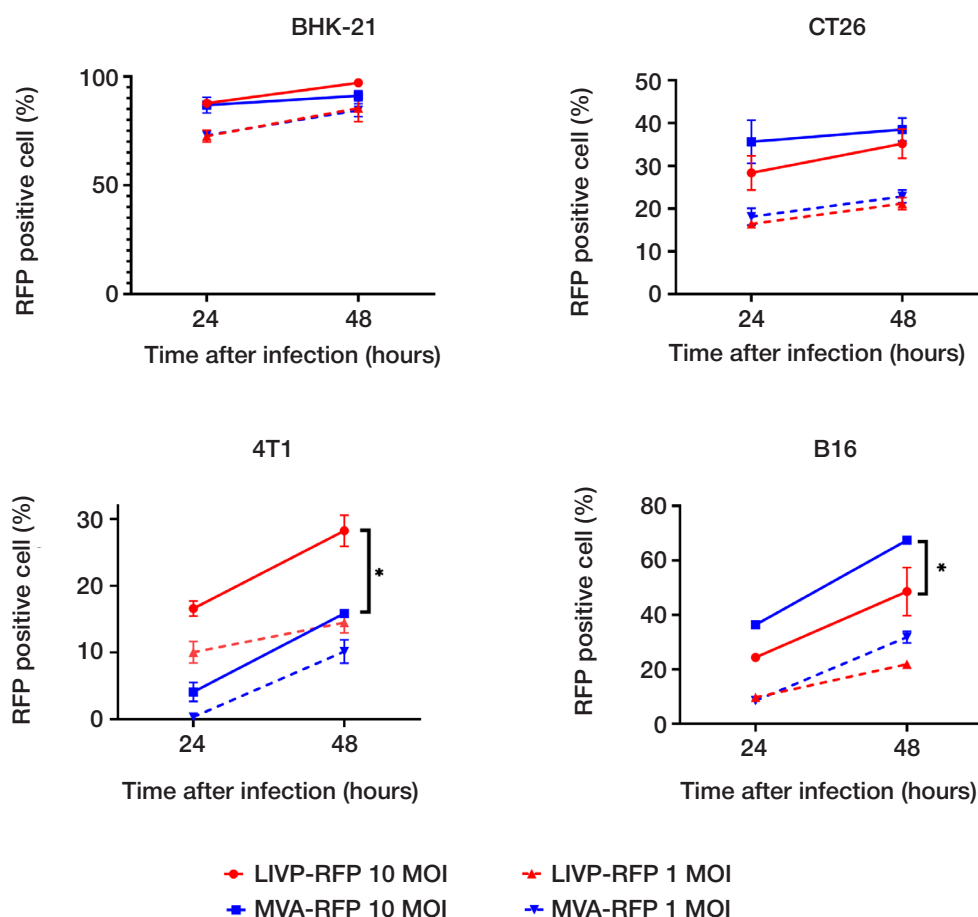 BHK-21
RFP positive cell (%)
100
50
0
24
48
Time after infection (hours)
CT26
RFP positive cell (%)
50
40
30
20
10
0
24
48
Time after infection (hours)
4T1
RFP positive cell (%)
30
20
10
0
24
48
*
Time after infection (hours)
B16
RFP positive cell (%)
80
60
40
20
0
24
48
*
Time after infection (hours)
LIVP-RFP 10 MOI
LIVP-RFP 1 MOI
MVA-RFP 10 MOI
MVA-RFP 1 MOI